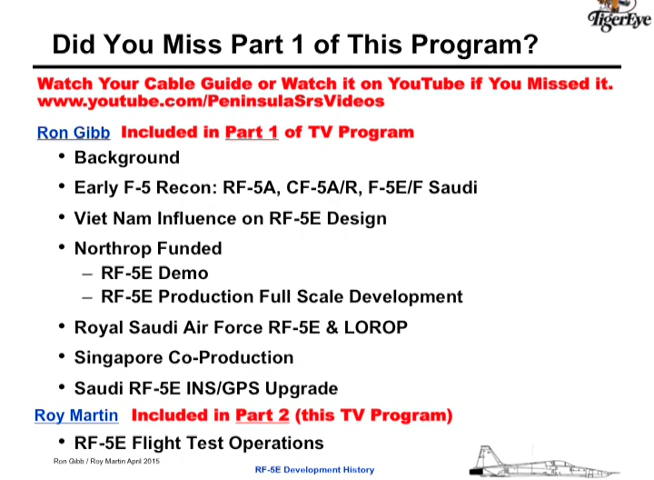 TigerEye
Did You Miss Part 1 of This Program?
Watch Your Cable Guide or Watch it on YouTube if You Missed it.
www.youtube.com/PeninsulaSrsVideos
Ron Gibb Included in Part 1 of TV Program
• Background
• Early F-5 Recon: RF-5A, CF-5A/R, F-5E/F Saudi
• Viet Nam Influence on RF-5E Design
• Northrop Funded
– RF-5E Demo
– RF-5E Production Full Scale Development
• Royal Saudi Air Force RF-5E & LOROP
• Singapore Co-Production
• Saudi RF-5E INS/GPS Upgrade
Roy Martin Included in Part 2 (this TV Program)
• RF-5E Flight Test Operations
Ron Gibb / Roy Martin April 2015
RF-5E Development History